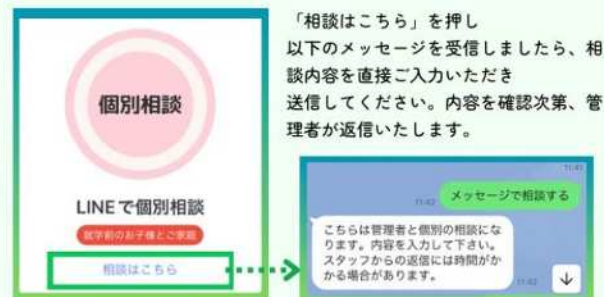 個別相談
LINEで個別相談
就学前のお子様とご家庭
相談はこちら
「相談はこちら」を押し
以下のメッセージを受信しましたら、相
談内容を直接ご入力いただき
送信してください。内容を確認次第、管
理者が返信いたします。
11:42
メッセージで相談する
こちらは管理者と個別の相談にな
ります。内容を入力して下さい。
スタッフからの返信には時間がか
かる場合があります。
11:42